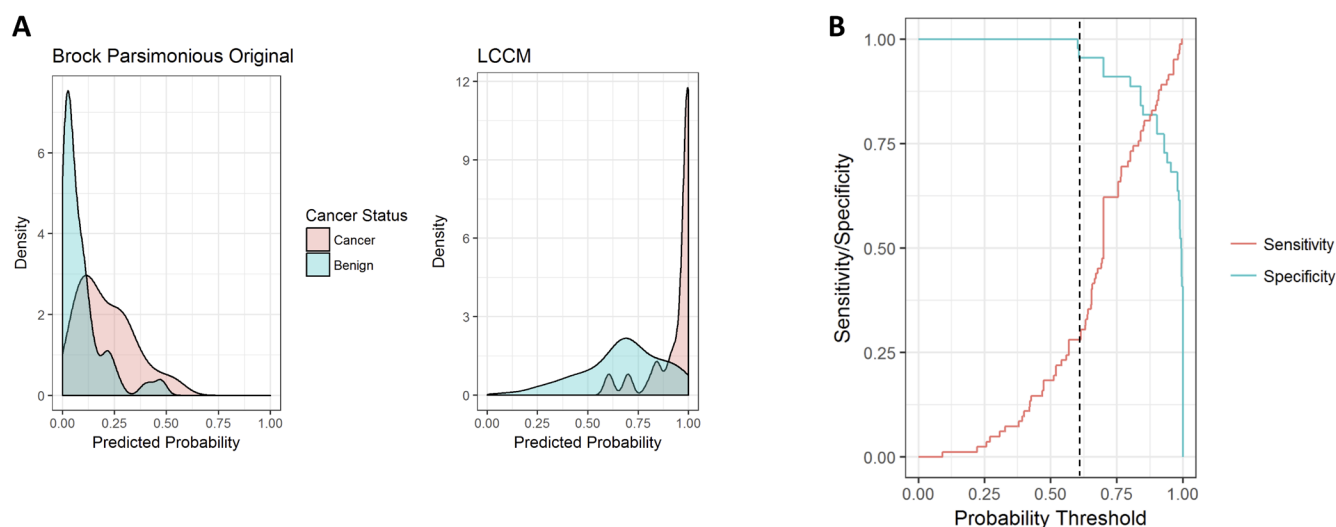 A
Brock Parsimonious Original
6
4
2
0
Density
0.00 0.25 0.50 0.75 1.00
Predicted Probability
Cancer Status
Cancer
Benign
LCCM
12
9
6
3
0
Density
0.00 0.25 0.50 0.75 1.00
Predicted Probability
B
1.00
0.75
0.50
0.25
0.00
Sensitivity/Specificity
0.00 0.25 0.50 0.75 1.00
Probability Threshold
Sensitivity
Specificity